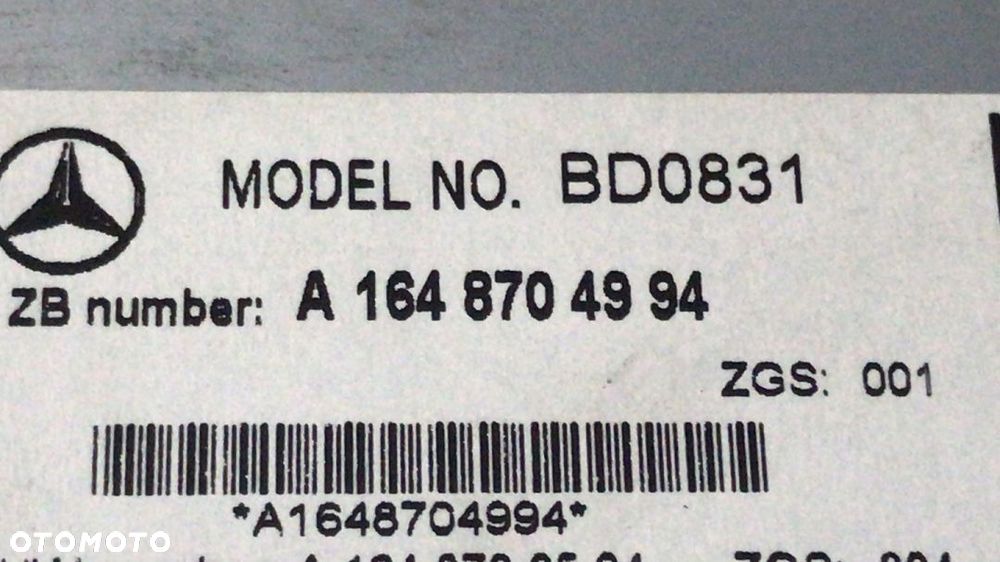 MODEL NO. BD0831
ZB number: A 164 870 49 94
ZGS: 001
*A1648704994*
OTOMOTO